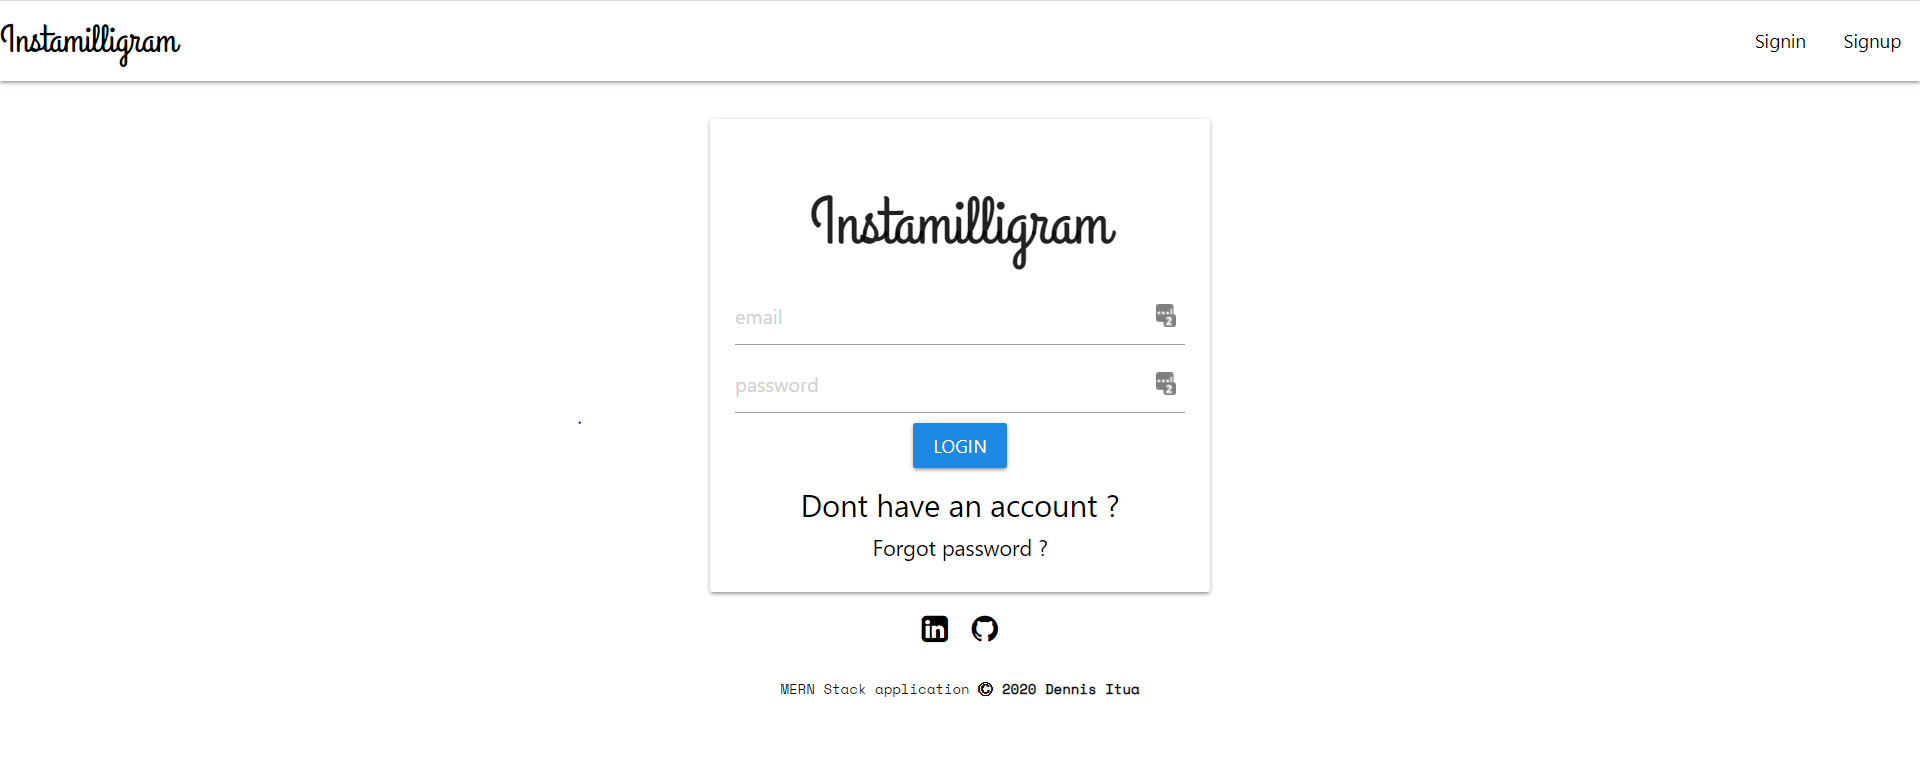 Instamilligram
Signin Signup
Instamilligram
email
password
LOGIN
Dont have an account ?
Forgot password ?
MERN Stack application © 2020 Dennis Itua